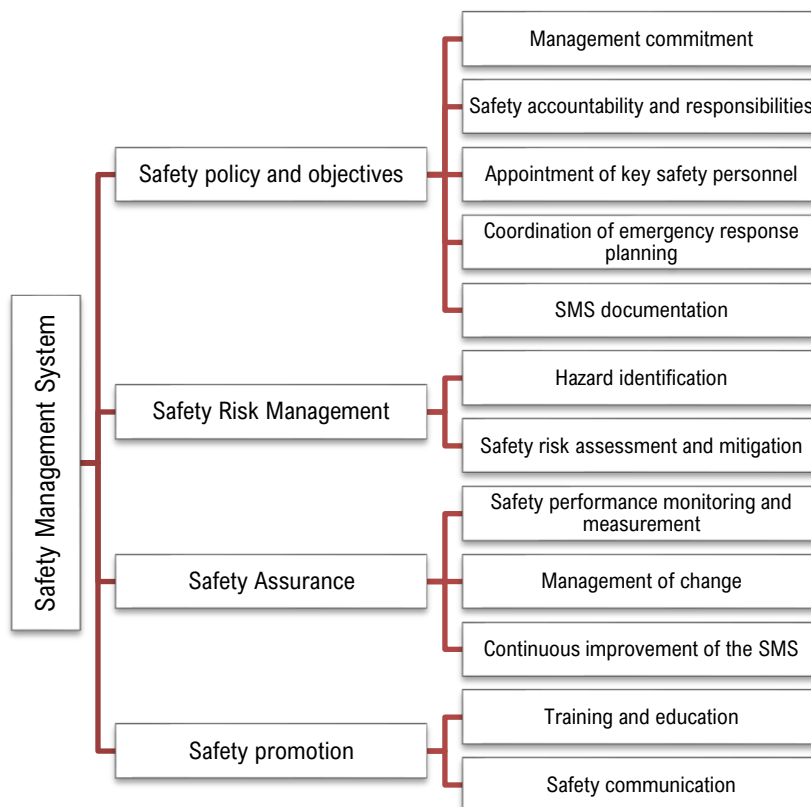 Safety Management System
Safety policy and objectives
Management commitment
Safety accountability and responsibilities
Appointment of key safety personnel
Coordination of emergency response
planning
SMS documentation
Safety Risk Management
Hazard identification
Safety risk assessment and mitigation
Safety Assurance
Safety performance monitoring and
measurement
Management of change
Continuous improvement of the SMS
Safety promotion
Training and education
Safety communication